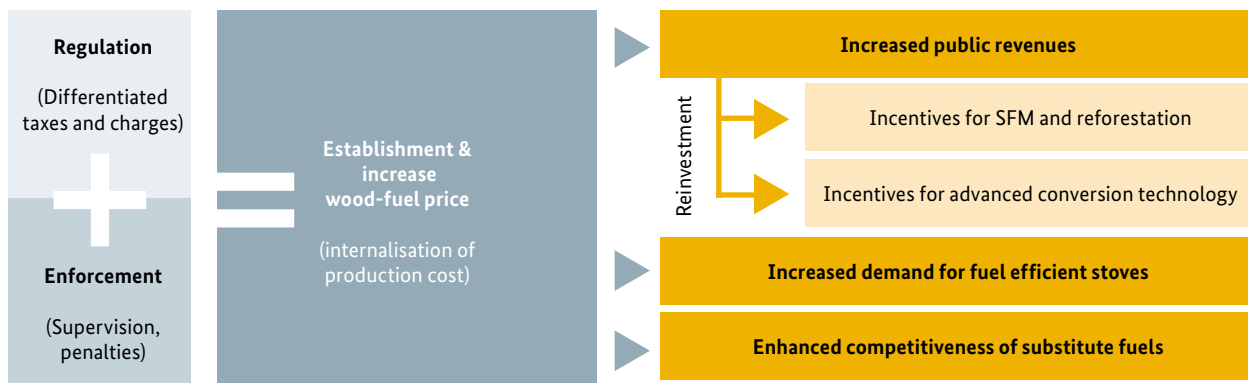 Regulation
(Differentiated
taxes and charges)
Enforcement
(Supervision,
penalties)
Establishment &
increase
wood-fuel price
(internalisation of
production cost)
Increased public revenues
Reinvestment
Incentives for SFM and reforestation
Incentives for advanced conversion technology
Increased demand for fuel efficient stoves
Enhanced competitiveness of substitute fuels